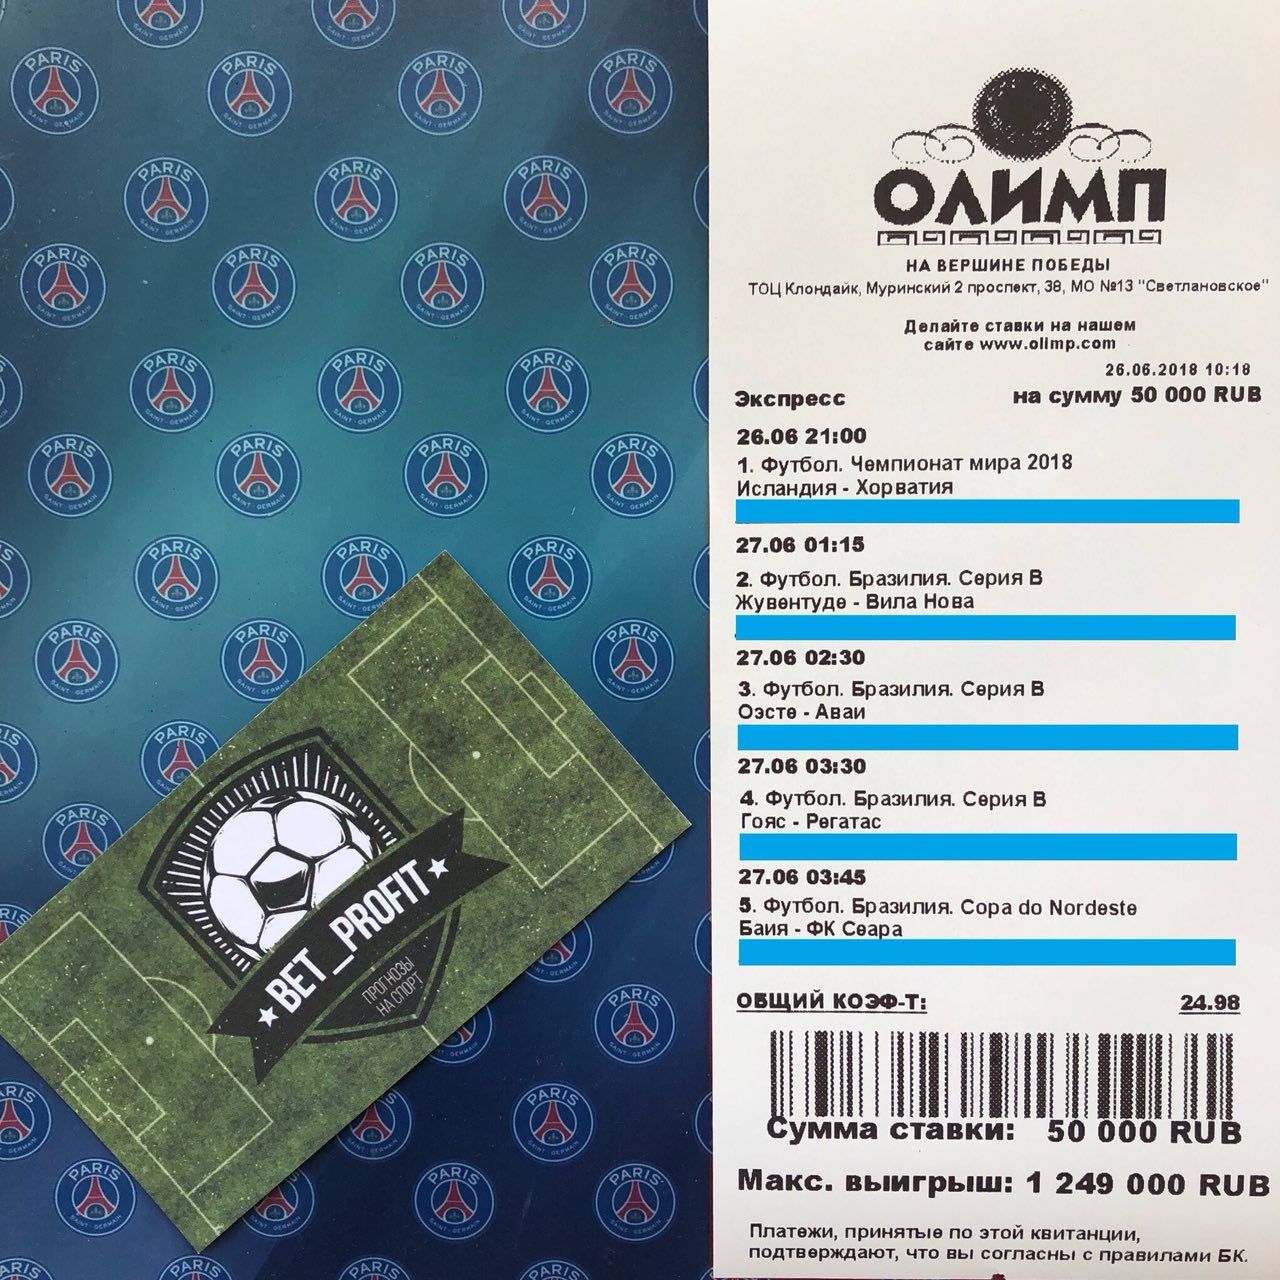 PARIS
SAINT-GERMAIN
BET_PROFIT
ПРОГНОЗЫ
НА СПОРТ
ОЛИМП
НА ВЕРШИНЕ ПОБЕДЫ
ТОЦ Клондайк, Муринский 2 проспект, 38, МО №13 "Светлановское"
Делайте ставки на нашем
сайте www.olimp.com
26.06.2018 10:18
Экспресс на сумму 50 000 RUB
26.06 21:00
1. Футбол. Чемпионат мира 2018
Исландия - Хорватия
27.06 01:15
2. Футбол. Бразилия. Серия B
Жувентуде - Вила Нова
27.06 02:30
3. Футбол. Бразилия. Серия B
Оэсте - Аваи
27.06 03:30
4. Футбол. Бразилия. Серия B
Гояс - Регатас
27.06 03:45
5. Футбол. Бразилия. Copa do Nordeste
Баия - ФК Сеара
ОБЩИЙ КОЭФ-Т: 24.98
Сумма ставки: 50 000 RUB
Макс. выигрыш: 1 249 000 RUB
Платежи, принятые по этой квитанции,
подтверждают, что вы согласны с правилами БК.